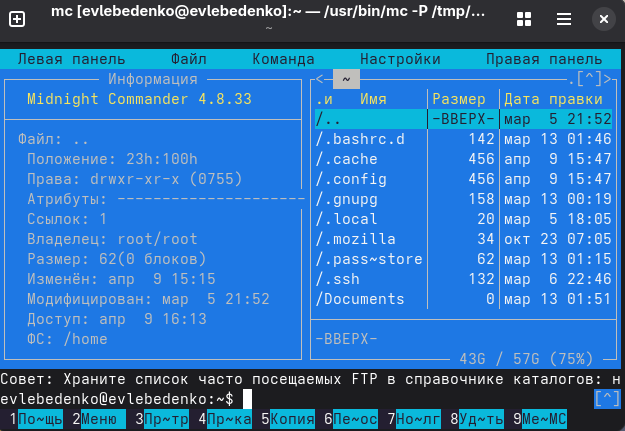 mc [evlebedenko@evlebedenko]:~ — /usr/bin/mc -P /tmp/…
~
Левая панель Файл Команда Настройки Правая панель
Информация
Midnight Commander 4.8.33
Файл: ..
Положение: 23h:100h
Права: drwxr-xr-x (0755)
Атрибуты: ---------------------
Ссылок: 1
Владелец: root/root
Размер: 62(0 блоков)
Изменён: апр 9 15:15
Модифицирован: мар 5 21:52
Доступ: апр 9 16:13
ФС: /home
<─ ~ .[^]>
.и Имя Размер Дата правки
/.. -ВВЕРХ- мар 5 21:52
/.bashrc.d 142 мар 13 01:46
/.cache 456 апр 9 15:47
/.config 456 апр 9 15:47
/.gnupg 158 мар 13 00:19
/.local 20 мар 5 18:05
/.mozilla 34 окт 23 07:05
/.pass~store 62 мар 13 01:15
/.ssh 132 мар 6 22:46
/Documents 0 мар 13 01:51
-ВВЕРХ-
43G / 57G (75%)
Совет: Храните список часто посещаемых FTP в справочнике каталогов: н
evlebedenko@evlebedenko:~$ [^]
1По~щь 2Меню 3Пр~тр 4Пр~ка 5Копия 6Пе~ос 7Но~лг 8Уд~ть 9Ме~МС